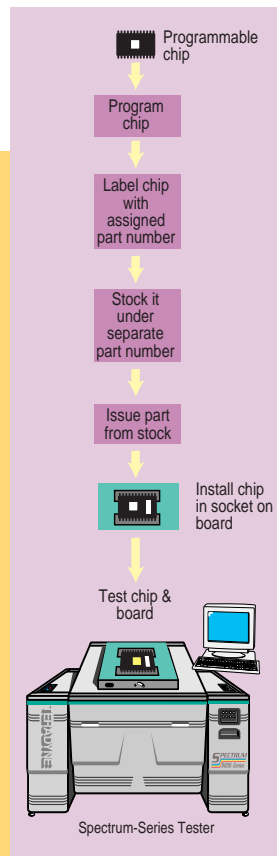 Programmable
chip
Program
chip
Label chip
with
assigned
part number
Stock it
under
separate
part number
Issue part
from stock
Install chip
in socket on
board
Test chip &
board
TERADYNE
SPECTRUM
Spectrum-Series Tester